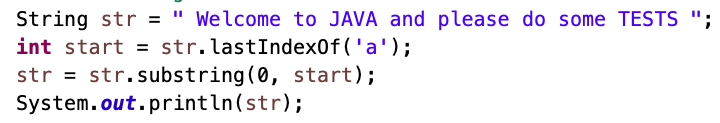 String str = " Welcome to JAVA and please do some TESTS ";
int start = str.lastIndexOf('a');
str = str.substring(0, start);
System.out.println(str);